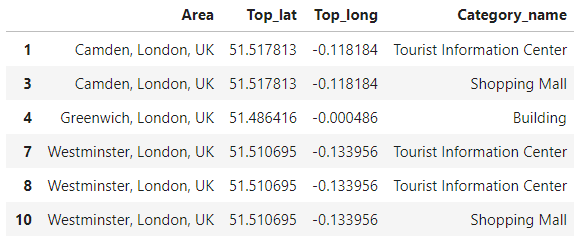 Area Top_lat Top_long Category_name
1 Camden, London, UK 51.517813 -0.118184 Tourist Information Center
3 Camden, London, UK 51.517813 -0.118184 Shopping Mall
4 Greenwich, London, UK 51.486416 -0.000486 Building
7 Westminster, London, UK 51.510695 -0.133956 Tourist Information Center
8 Westminster, London, UK 51.510695 -0.133956 Tourist Information Center
10 Westminster, London, UK 51.510695 -0.133956 Shopping Mall